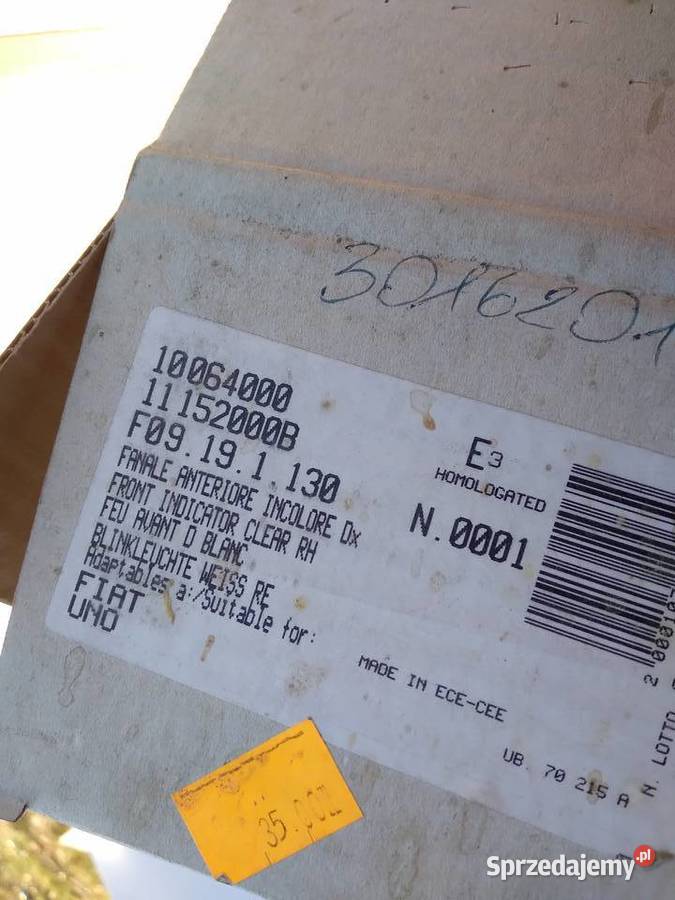 3016201
10064000
11152000B
F09.19.1.130
FANALE ANTERIORE INCOLORE Dx
FRONT INDICATOR CLEAR RH
FEU AVANT D BLANC
BLINKLEUCHTE WEISS RE
Adaptables a:/Suitable for:
FIAT
UNO
E3
HOMOLOGATED
N.0001
MADE IN ECE-CEE
UB. 70 215 A
N. LOTTO
35.00zł
Sprzedajemy.pl